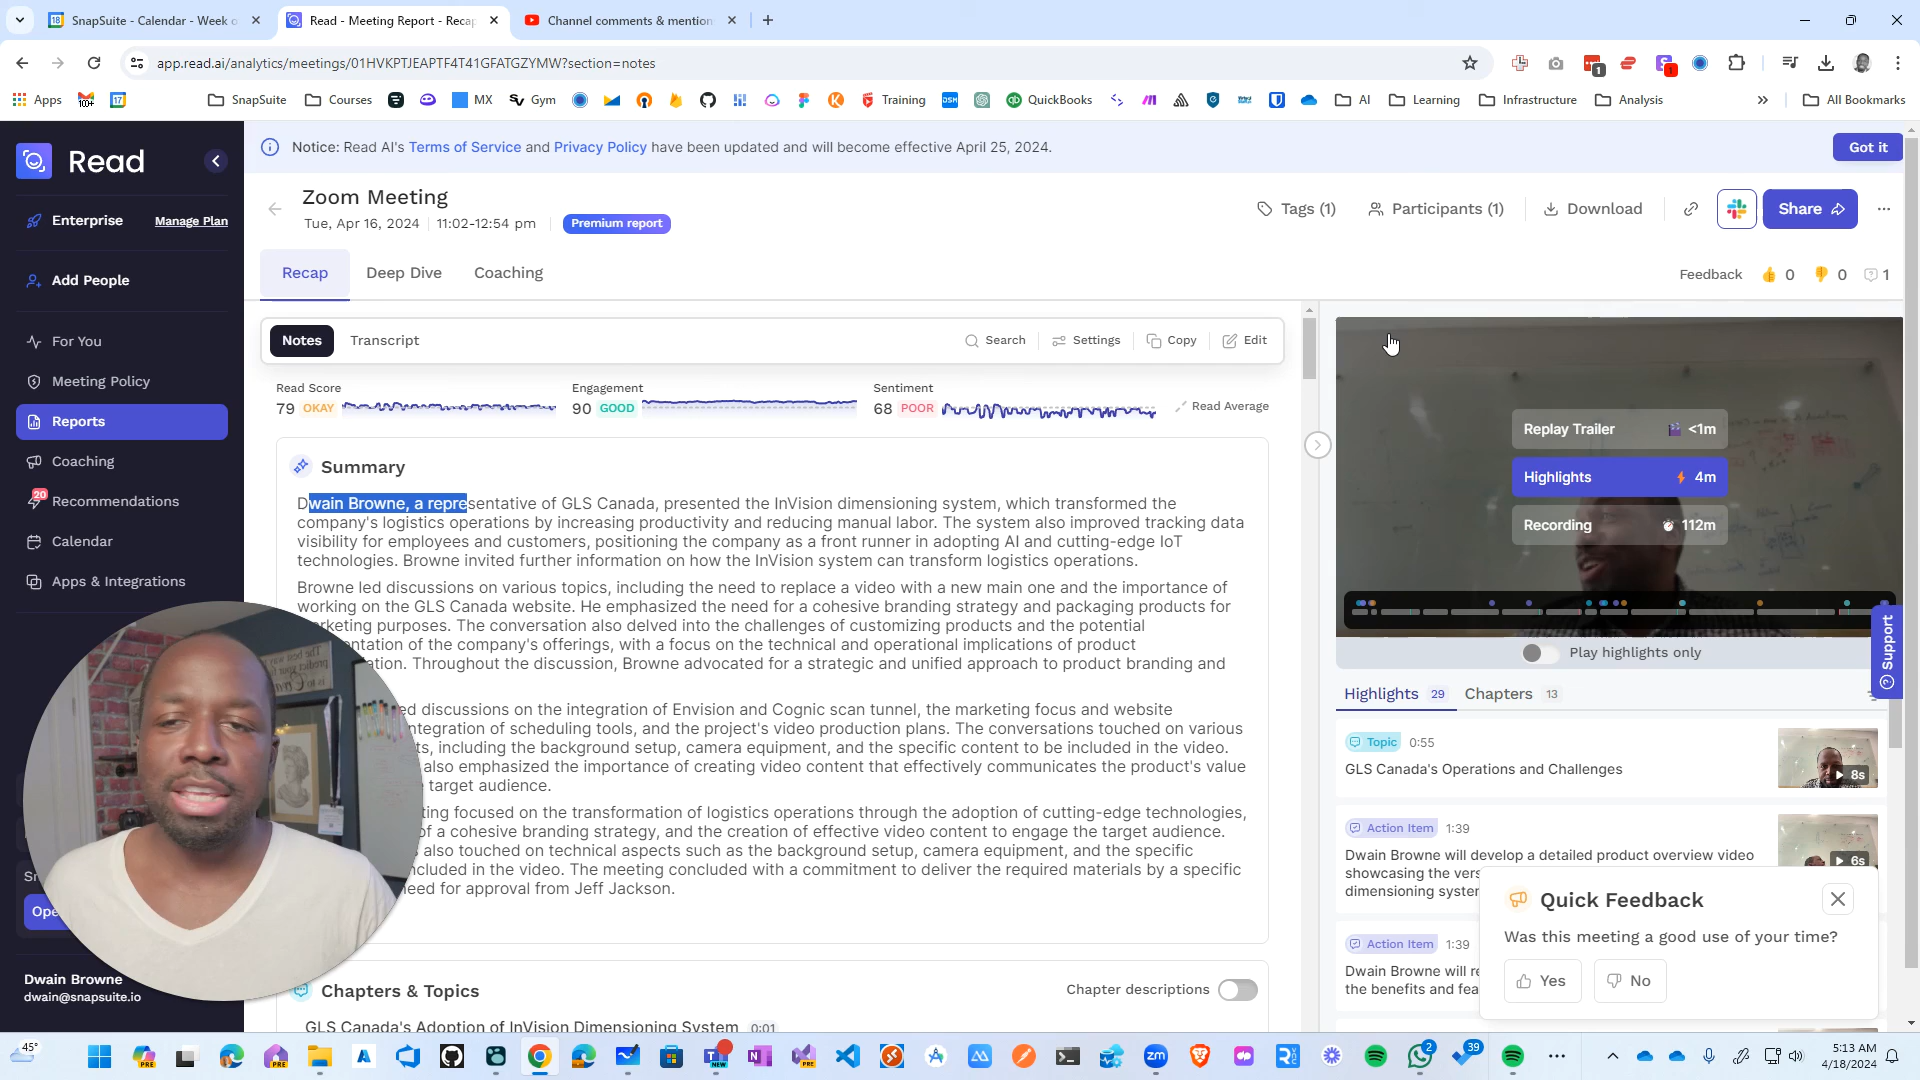 SnapSuite - Calendar - Week o
Read - Meeting Report - Recap
Channel comments & mention
app.read.ai/analytics/meetings/01HVKPTJEAPTF4T41GFATGZYMW?section=notes
Apps
SnapSuite
Courses
MX
Gym
Training
QuickBooks
AI
Learning
Infrastructure
Analysis
All Bookmarks
Read
Enterprise
Manage Plan
Add People
For You
Meeting Policy
Reports
Coaching
20
Recommendations
Calendar
Apps & Integrations
Dwain Browne
dwain@snapsuite.io
Notice: Read AI's Terms of Service and Privacy Policy have been updated and will become effective April 25, 2024.
Got it
Zoom Meeting
Tue, Apr 16, 2024 | 11:02-12:54 pm | Premium report
Tags (1)
Participants (1)
Download
Share
Recap
Deep Dive
Coaching
Feedback
0
0
1
Notes
Transcript
Search
Settings
Copy
Edit
Read Score
79 OKAY
Engagement
90 GOOD
Sentiment
68 POOR
Read Average
Summary
Dwain Browne, a representative of GLS Canada, presented the InVision dimensioning system, which transformed the
company's logistics operations by increasing productivity and reducing manual labor. The system also improved tracking data
visibility for employees and customers, positioning the company as a front runner in adopting AI and cutting-edge IoT
technologies. Browne invited further information on how the InVision system can transform logistics operations.
Browne led discussions on various topics, including the need to replace a video with a new main one and the importance of
working on the GLS Canada website. He emphasized the need for a cohesive branding strategy and packaging products for
rketing purposes. The conversation also delved into the challenges of customizing products and the potential
ntation of the company's offerings, with a focus on the technical and operational implications of product
ation. Throughout the discussion, Browne advocated for a strategic and unified approach to product branding and
ed discussions on the integration of Envision and Cognic scan tunnel, the marketing focus and website
ntegration of scheduling tools, and the project's video production plans. The conversations touched on various
ts, including the background setup, camera equipment, and the specific content to be included in the video.
also emphasized the importance of creating video content that effectively communicates the product's value
target audience.
ting focused on the transformation of logistics operations through the adoption of cutting-edge technologies,
of a cohesive branding strategy, and the creation of effective video content to engage the target audience.
also touched on technical aspects such as the background setup, camera equipment, and the specific
ncluded in the video. The meeting concluded with a commitment to deliver the required materials by a specific
need for approval from Jeff Jackson.
Chapters & Topics
Chapter descriptions
GLS Canada's Adoption of InVision Dimensioning System 0:01
Replay Trailer <1m
Highlights 4m
Recording 112m
Play highlights only
Support
Highlights 29
Chapters 13
Topic 0:55
GLS Canada's Operations and Challenges
8s
Action Item 1:39
Dwain Browne will develop a detailed product overview video
showcasing the vers
dimensioning system
6s
Action Item 1:39
Dwain Browne will re
the benefits and fea
Quick Feedback
Was this meeting a good use of your time?
Yes
No
45°
2
39
5:13 AM
4/18/2024